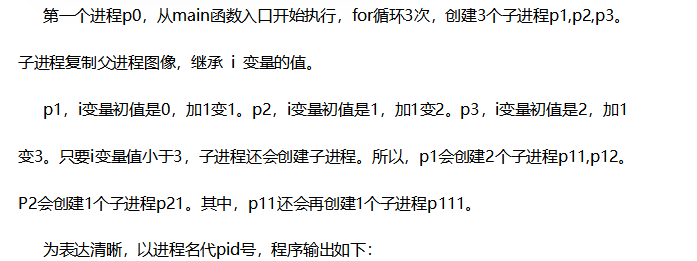 第一个进程p0，从main函数入口开始执行，for循环3次，创建3个子进程p1,p2,p3。
子进程复制父进程图像，继承 i 变量的值。
p1，i变量初值是0，加1变1。p2，i变量初值是1，加1变2。p3，i变量初值是2，加1
变3。只要i变量值小于3，子进程还会创建子进程。所以，p1会创建2个子进程p11,p12。
P2会创建1个子进程p21。其中，p11还会再创建1个子进程p111。
为表达清晰，以进程名代pid号，程序输出如下：